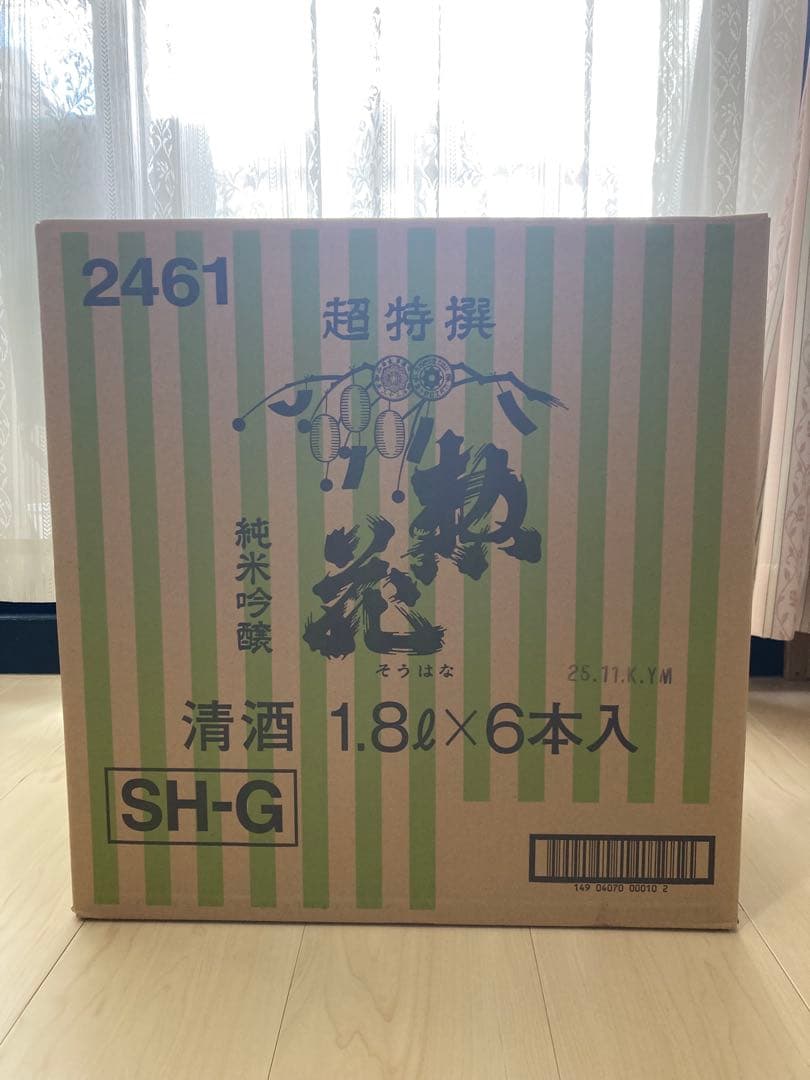 2461
超特撰
惣花
そうはな
純米吟醸
25.11.K.YM
清酒 1.8ℓ×6本入
SH-G
149 04070 00010 2